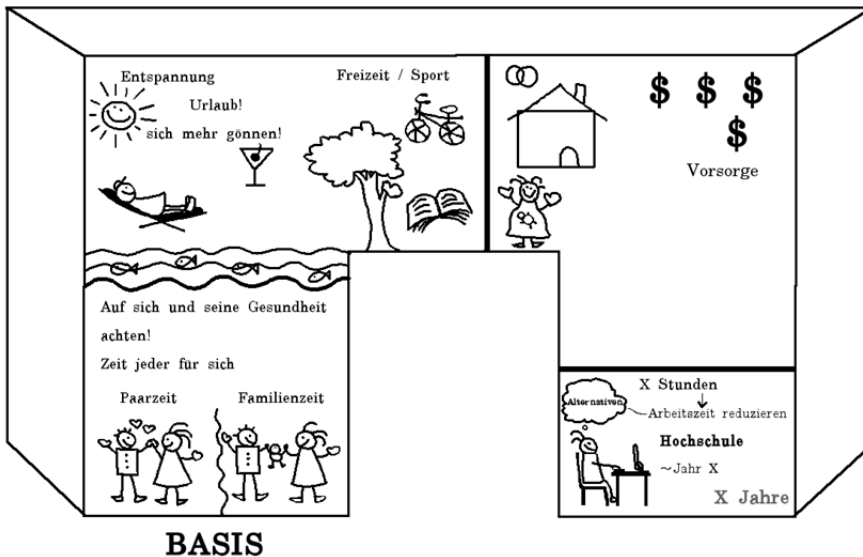 Entspannung
Urlaub!
sich mehr gönnen!
Freizeit / Sport
$ $ $
$
Vorsorge
Auf sich und seine Gesundheit
achten!
Zeit jeder für sich
Paarzeit
Familienzeit
X Stunden
Alternativen
Arbeitszeit reduzieren
Hochschule
~Jahr X
X Jahre
BASIS